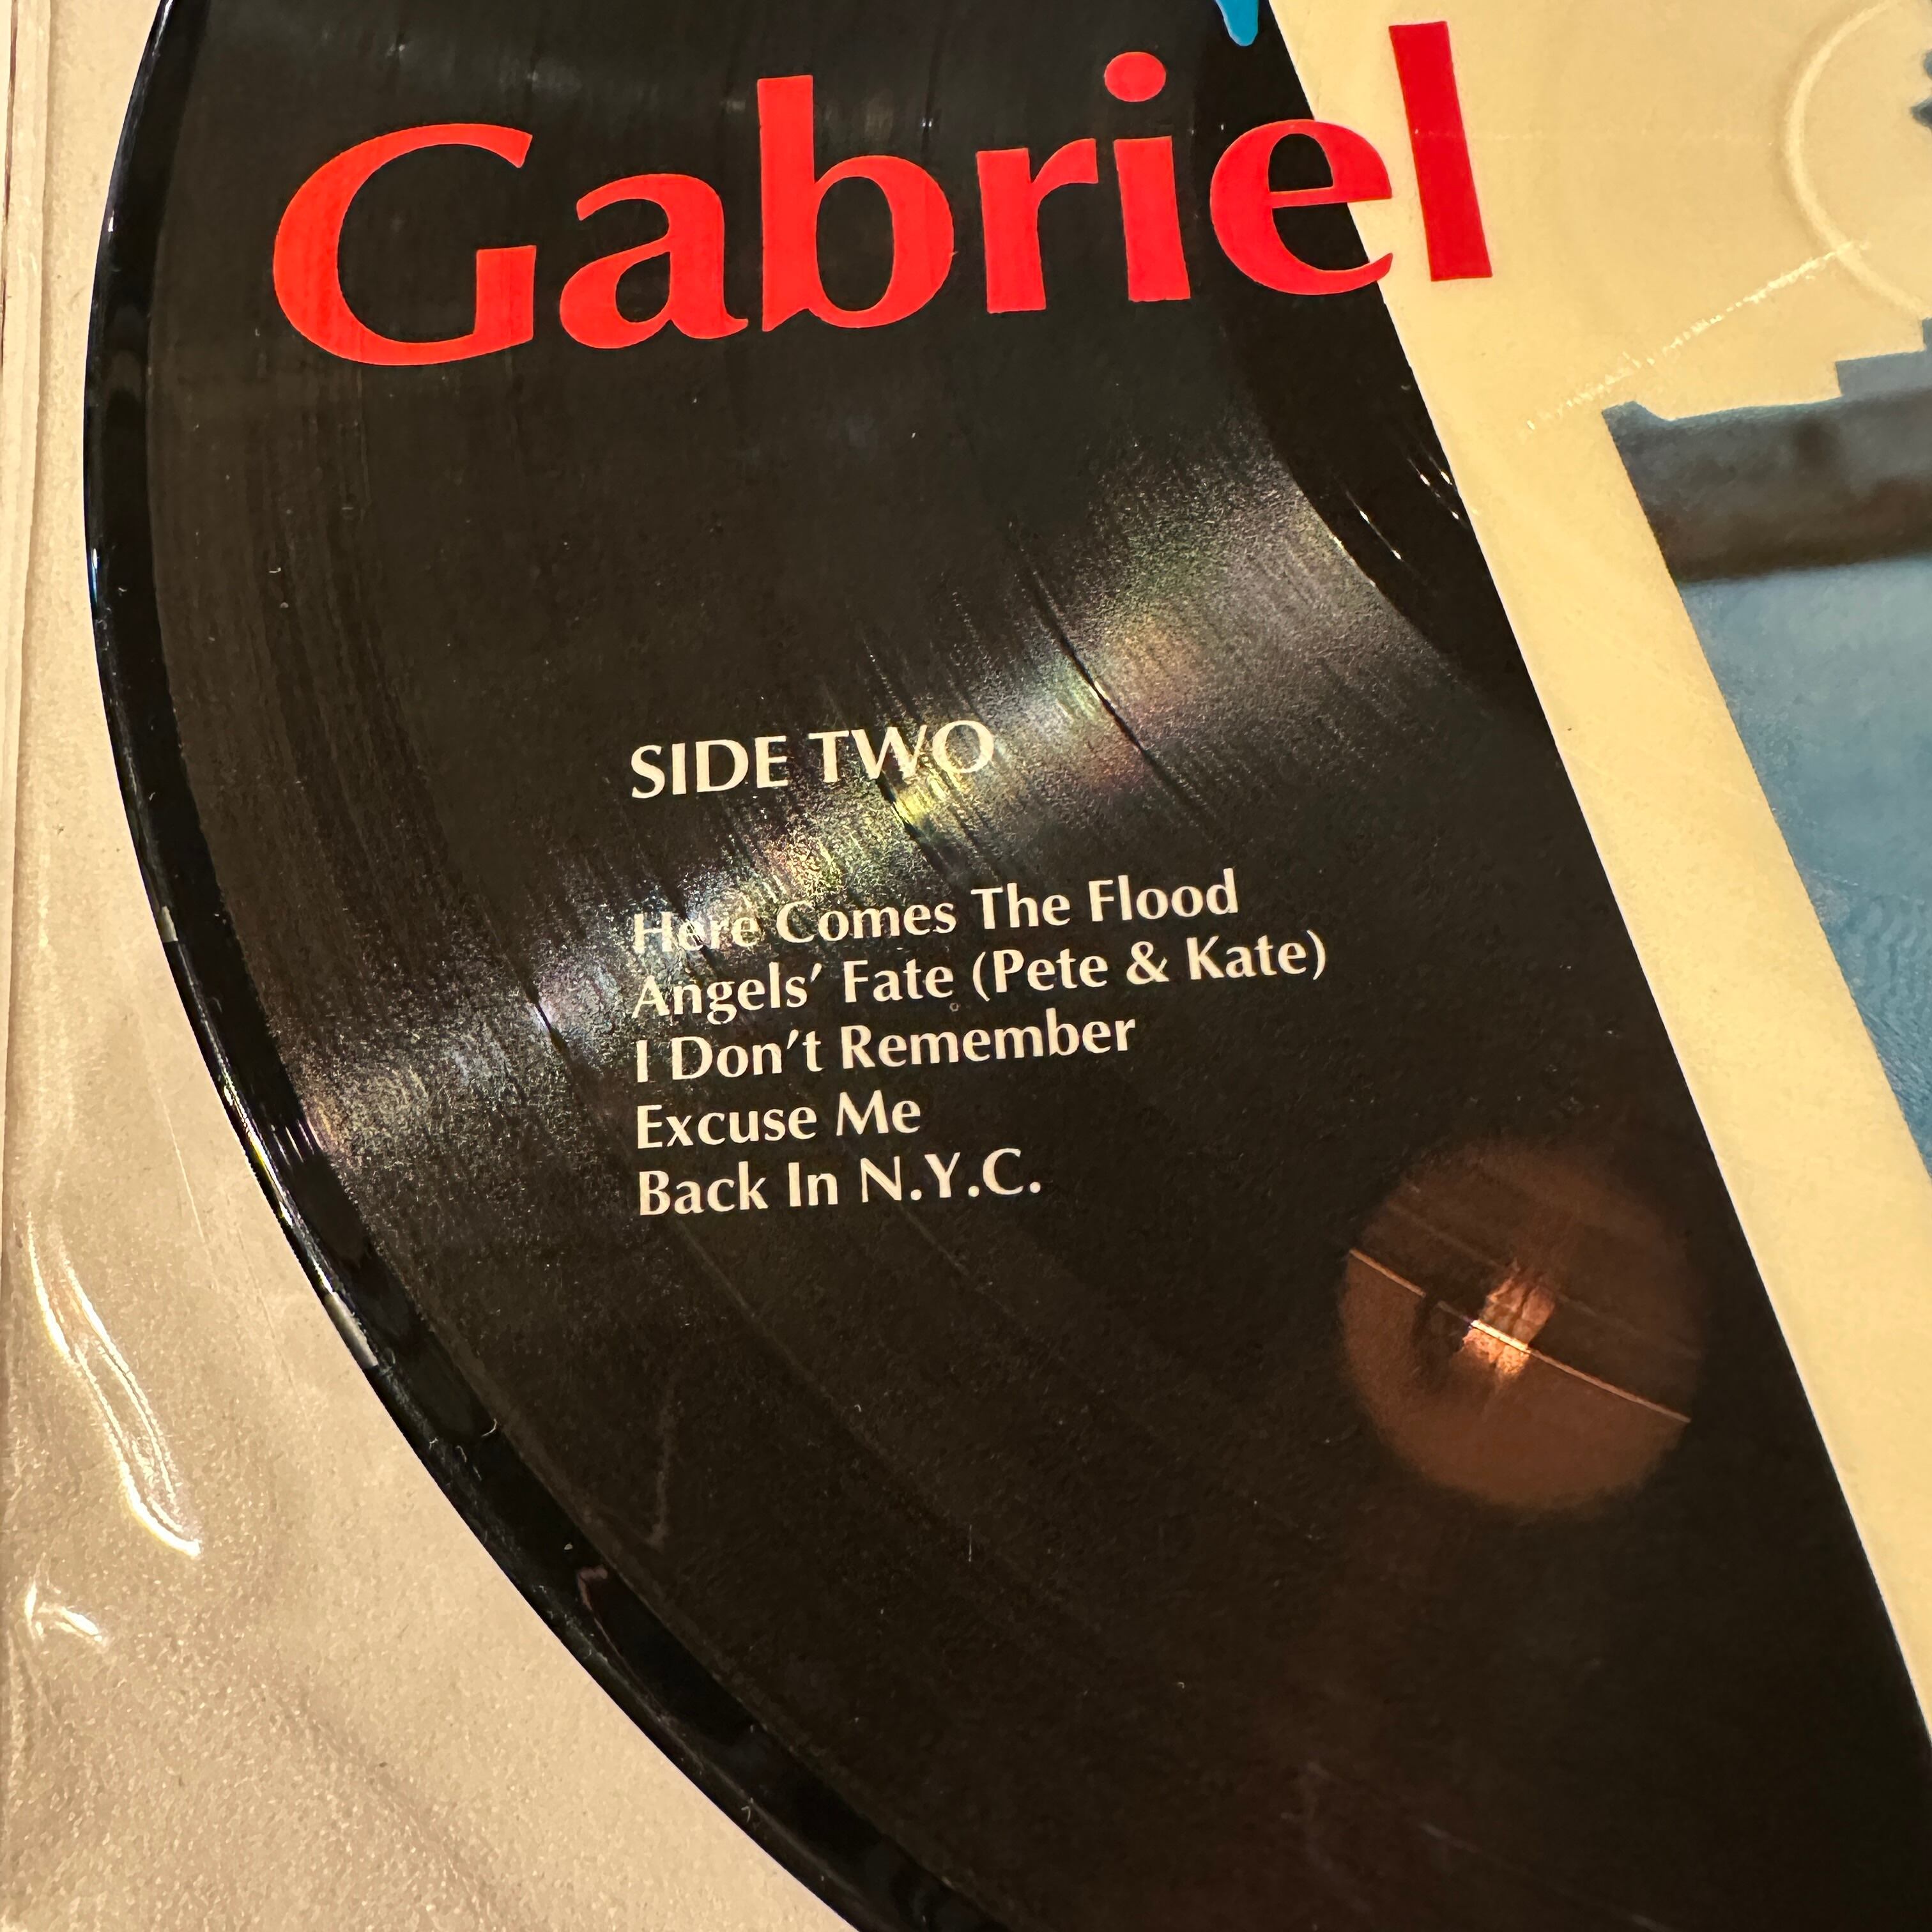 Gabriel
SIDE TWO
Here Comes The Flood
Angels' Fate (Pete & Kate)
I Don't Remember
Excuse Me
Back In N.Y.C.